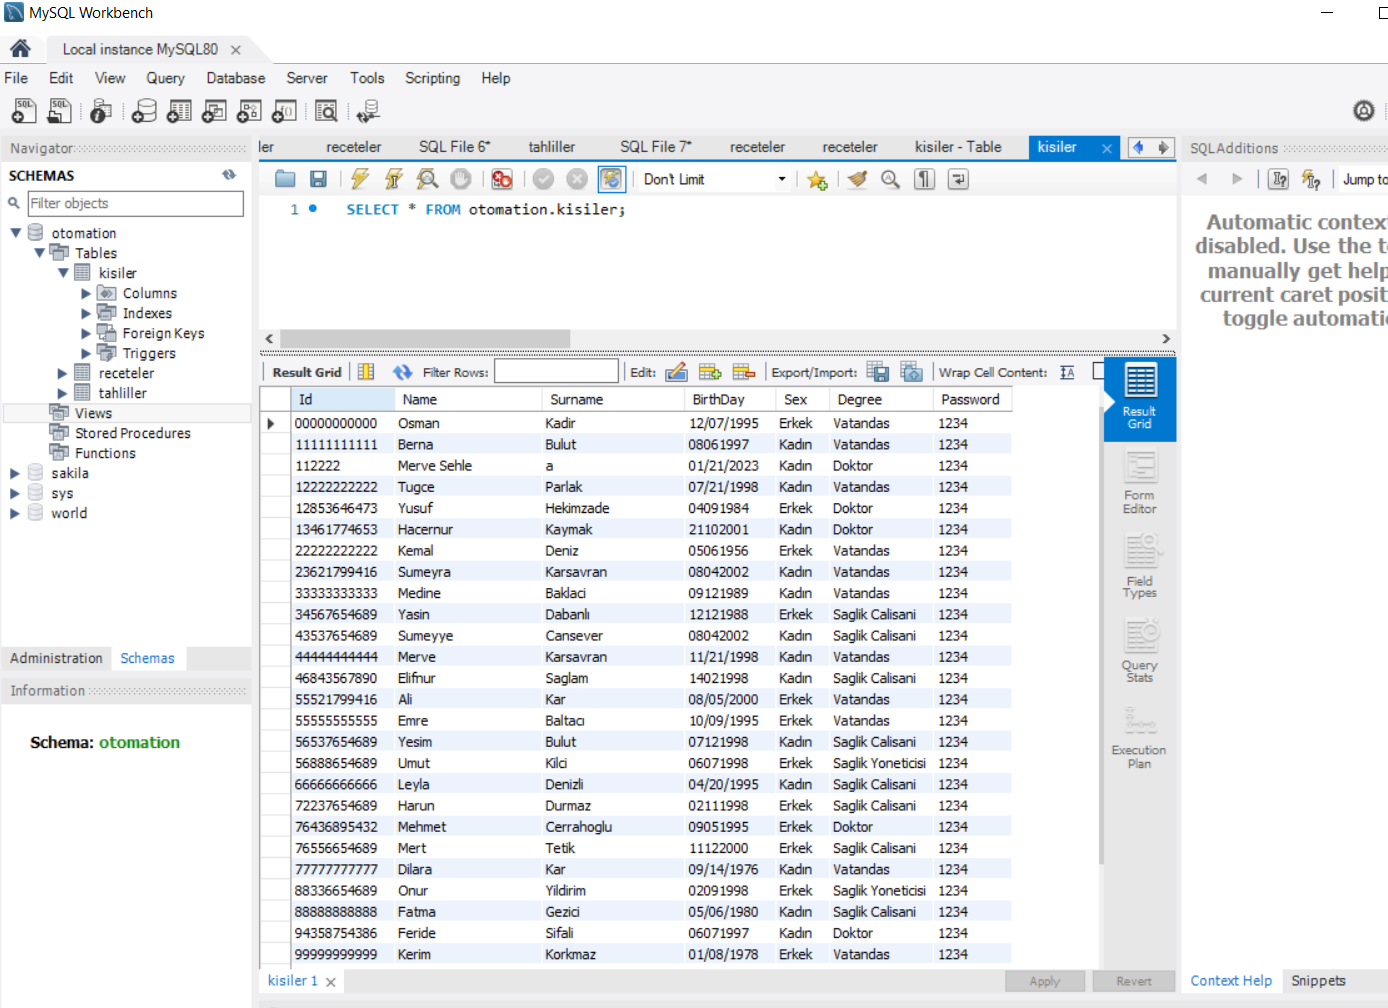 MySQL Workbench
Local instance MySQL80
File Edit View Query Database Server Tools Scripting Help
Navigator
SCHEMAS
Filter objects
otomation
Tables
kisiler
Columns
Indexes
Foreign Keys
Triggers
receteler
tahliller
Views
Stored Procedures
Functions
sakila
sys
world
Administration Schemas
Information
Schema: otomation
ler receteler SQL File 6* tahliller SQL File 7* receteler receteler kisiler - Table kisiler
Don't Limit
1 SELECT * FROM otomation.kisiler;
Result Grid Filter Rows: Edit: Export/Import: Wrap Cell Content:
Id Name Surname BirthDay Sex Degree Password
00000000000 Osman Kadir 12/07/1995 Erkek Vatandas 1234
11111111111 Berna Bulut 08061997 Kadın Vatandas 1234
112222 Merve Sehle a 01/21/2023 Kadın Doktor 1234
12222222222 Tugce Parlak 07/21/1998 Kadın Vatandas 1234
12853646473 Yusuf Hekimzade 04091984 Erkek Doktor 1234
13461774653 Hacernur Kaymak 21102001 Kadın Doktor 1234
22222222222 Kemal Deniz 05061956 Erkek Vatandas 1234
23621799416 Sumeyra Karsavran 08042002 Kadın Vatandas 1234
33333333333 Medine Baklaci 09121989 Kadın Vatandas 1234
34567654689 Yasin Dabanlı 12121988 Erkek Saglik Calisani 1234
43537654689 Sumeyye Cansever 08042002 Kadın Saglik Calisani 1234
44444444444 Merve Karsavran 11/21/1998 Kadın Vatandas 1234
46843567890 Elifnur Saglam 14021998 Kadın Saglik Calisani 1234
55521799416 Ali Kar 08/05/2000 Erkek Vatandas 1234
55555555555 Emre Baltacı 10/09/1995 Erkek Vatandas 1234
56537654689 Yesim Bulut 07121998 Kadın Saglik Calisani 1234
56888654689 Umut Kilci 06071998 Erkek Saglik Yoneticisi 1234
66666666666 Leyla Denizli 04/20/1995 Kadın Saglik Calisani 1234
72237654689 Harun Durmaz 02111998 Erkek Saglik Calisani 1234
76436895432 Mehmet Cerrahoglu 09051995 Erkek Doktor 1234
76556654689 Mert Tetik 11122000 Erkek Saglik Calisani 1234
77777777777 Dilara Kar 09/14/1976 Kadın Vatandas 1234
88336654689 Onur Yildirim 02091998 Erkek Saglik Yoneticisi 1234
88888888888 Fatma Gezici 05/06/1980 Kadın Saglik Calisani 1234
94358754386 Feride Sifali 06071997 Kadın Doktor 1234
99999999999 Kerim Korkmaz 01/08/1978 Erkek Vatandas 1234
kisiler 1
Apply Revert
Result
Grid
Form
Editor
Field
Types
Query
Stats
Execution
Plan
SQLAdditions
Jump to
Automatic context
disabled. Use the to
manually get help
current caret posit
toggle automatic
Context Help Snippets